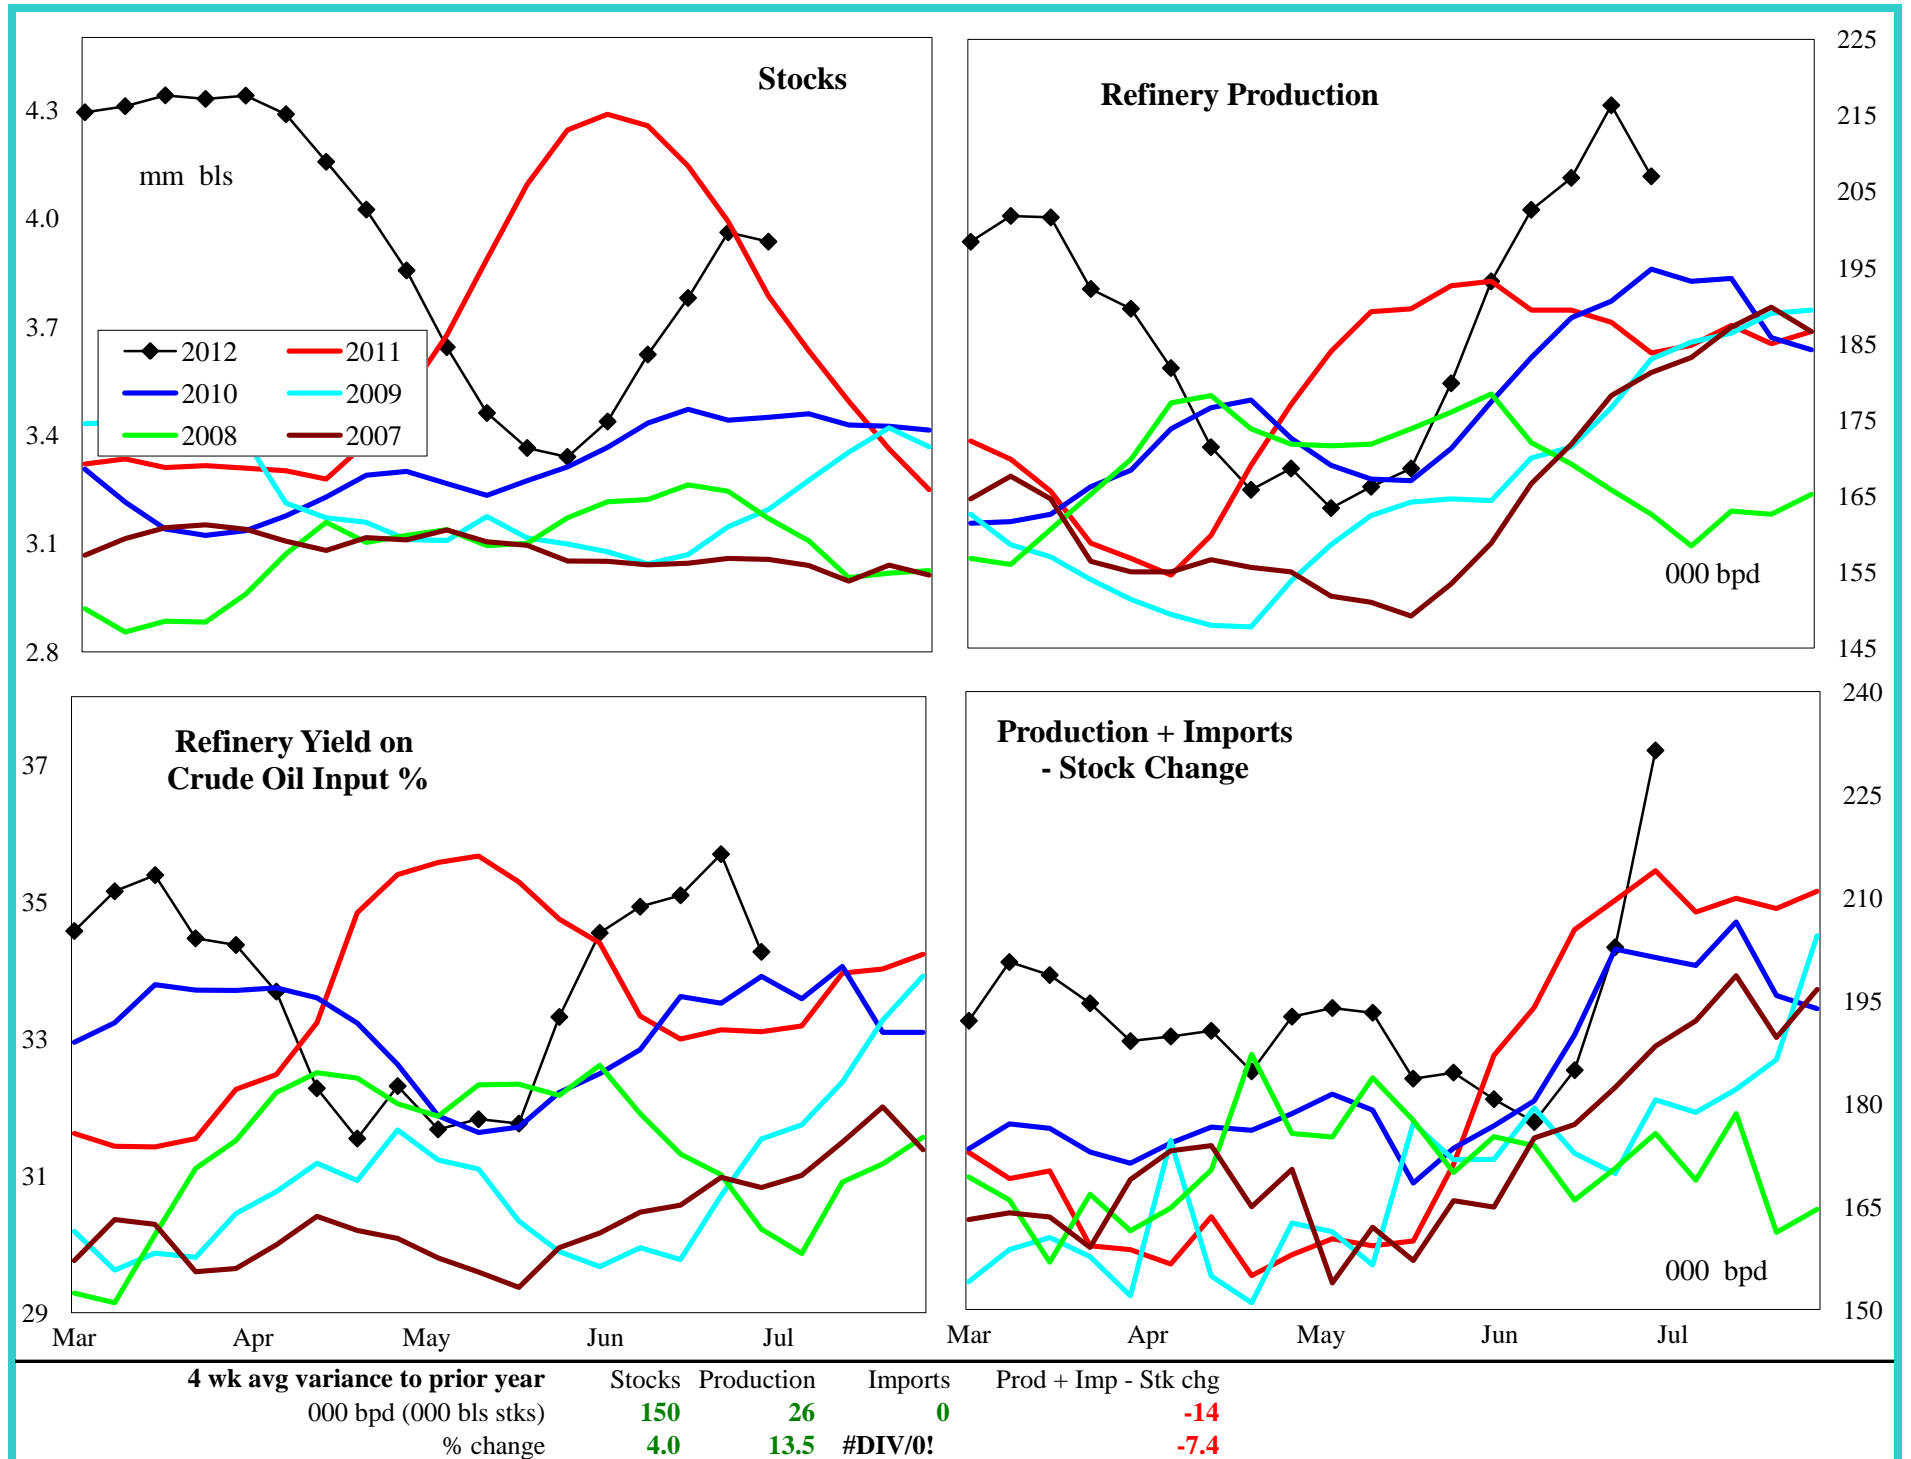 Stocks
4.3
4.0
3.7
3.4
3.1
2.8
mm bls
2012 2011
2010 2009
2008 2007
Refinery Production
225
215
205
195
185
175
165
155
145
000 bpd
Refinery Yield on
Crude Oil Input %
37
35
33
31
29
Mar Apr May Jun Jul
Production + Imports
- Stock Change
240
225
210
195
180
165
150
000 bpd
Mar Apr May Jun Jul
4 wk avg variance to prior year Stocks Production Imports Prod + Imp - Stk chg
000 bpd (000 bls stks) 150 26 0 -14
% change 4.0 13.5 #DIV/0! -7.4